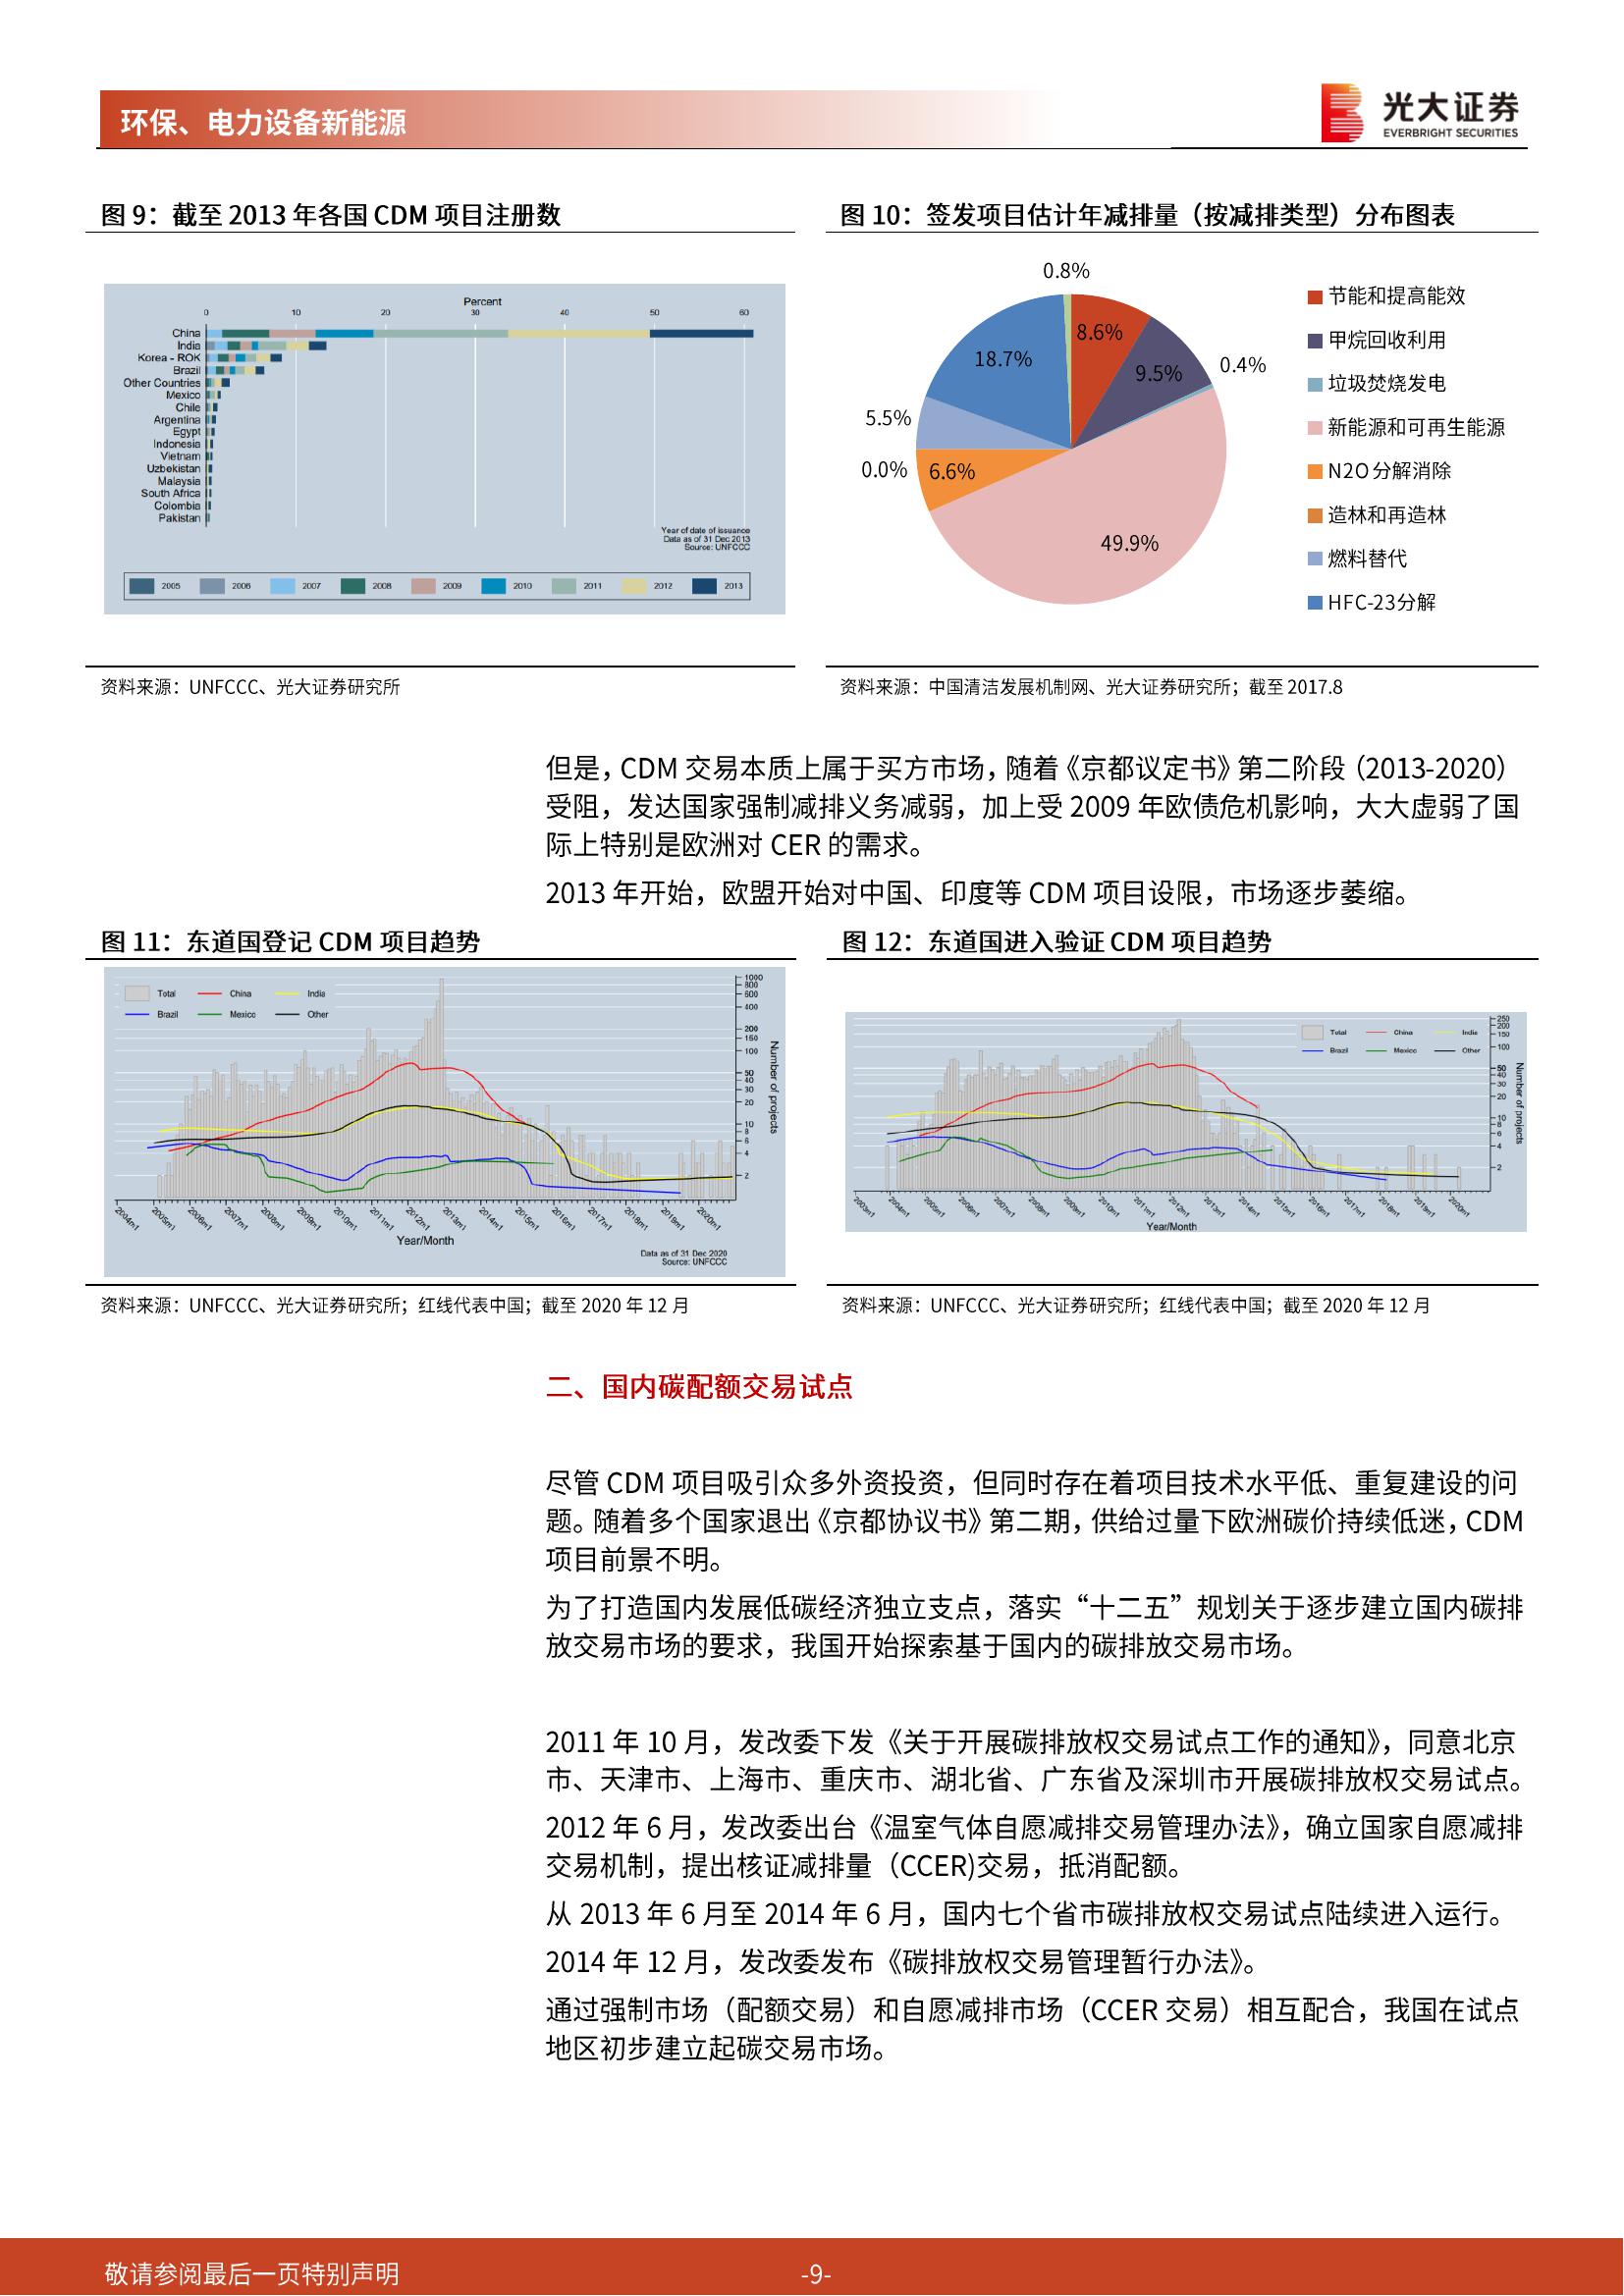 环保、电力设备新能源
光大证券
EVERBRIGHT SECURITIES
图 9：截至 2013 年各国 CDM 项目注册数
Percent
0 10 20 30 40 50 60
China
India
Korea - ROK
Brazil
Other Countries
Mexico
Chile
Argentina
Egypt
Indonesia
Vietnam
Uzbekistan
Malaysia
South Africa
Colombia
Pakistan
Year of date of issuance
Data as of 31 Dec 2013
Source: UNFCCC
2005 2006 2007 2008 2009 2010 2011 2012 2013
资料来源：UNFCCC、光大证券研究所
图 10：签发项目估计年减排量（按减排类型）分布图表
0.8%
8.6%
9.5%
0.4%
49.9%
6.6%
0.0%
5.5%
18.7%
节能和提高能效
甲烷回收利用
垃圾焚烧发电
新能源和可再生能源
N2O分解消除
造林和再造林
燃料替代
HFC-23分解
资料来源：中国清洁发展机制网、光大证券研究所；截至 2017.8
但是，CDM 交易本质上属于买方市场，随着《京都议定书》第二阶段（2013-2020）
受阻，发达国家强制减排义务减弱，加上受 2009 年欧债危机影响，大大虚弱了国
际上特别是欧洲对 CER 的需求。
2013 年开始，欧盟开始对中国、印度等 CDM 项目设限，市场逐步萎缩。
图 11：东道国登记 CDM 项目趋势
Total China India
Brazil Mexico Other
1000
800
600
400
200
150
100
50
40
30
20
10
8
6
4
2
Number of projects
2004m1 2005m1 2006m1 2007m1 2008m1 2009m1 2010m1 2011m1 2012m1 2013m1 2014m1 2015m1 2016m1 2017m1 2018m1 2019m1 2020m1
Year/Month
Data as of 31 Dec 2020
Source: UNFCCC
资料来源：UNFCCC、光大证券研究所；红线代表中国；截至 2020 年 12 月
图 12：东道国进入验证 CDM 项目趋势
Total China India
Brazil Mexico Other
250
200
150
100
50
40
30
20
10
8
6
4
2
Number of projects
2003m1 2004m1 2005m1 2006m1 2007m1 2008m1 2009m1 2010m1 2011m1 2012m1 2013m1 2014m1 2015m1 2016m1 2017m1 2018m1 2019m1 2020m1
Year/Month
资料来源：UNFCCC、光大证券研究所；红线代表中国；截至 2020 年 12 月
二、国内碳配额交易试点
尽管 CDM 项目吸引众多外资投资，但同时存在着项目技术水平低、重复建设的问
题。随着多个国家退出《京都协议书》第二期，供给过量下欧洲碳价持续低迷，CDM
项目前景不明。
为了打造国内发展低碳经济独立支点，落实“十二五”规划关于逐步建立国内碳排
放交易市场的要求，我国开始探索基于国内的碳排放交易市场。
2011 年 10 月，发改委下发《关于开展碳排放权交易试点工作的通知》，同意北京
市、天津市、上海市、重庆市、湖北省、广东省及深圳市开展碳排放权交易试点。
2012 年 6 月，发改委出台《温室气体自愿减排交易管理办法》，确立国家自愿减排
交易机制，提出核证减排量（CCER)交易，抵消配额。
从 2013 年 6 月至 2014 年 6 月，国内七个省市碳排放权交易试点陆续进入运行。
2014 年 12 月，发改委发布《碳排放权交易管理暂行办法》。
通过强制市场（配额交易）和自愿减排市场（CCER 交易）相互配合，我国在试点
地区初步建立起碳交易市场。
敬请参阅最后一页特别声明
-9-